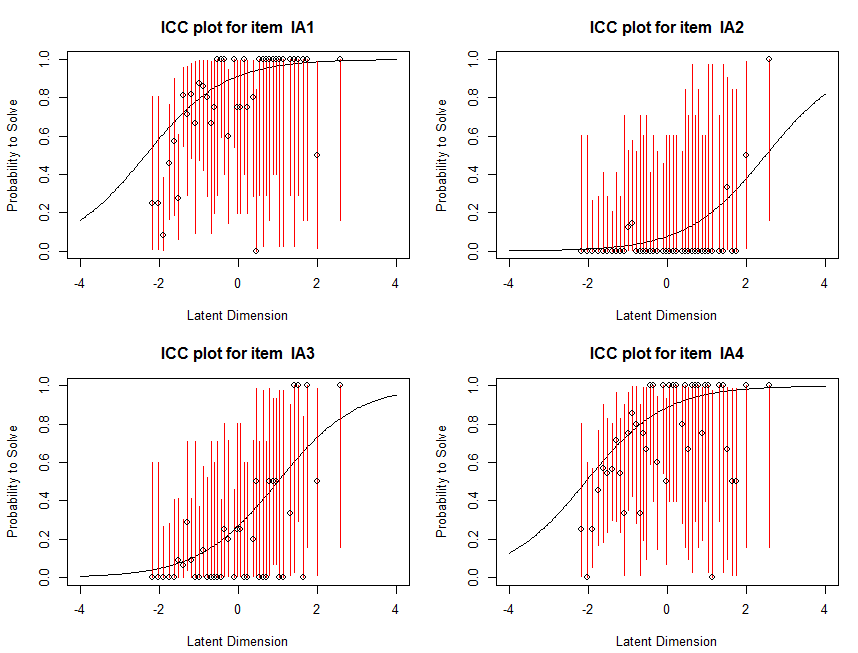 ICC plot for item  IA1
Probability to Solve
0.0 0.2 0.4 0.6 0.8 1.0
-4 -2 0 2 4
Latent Dimension
ICC plot for item  IA2
Probability to Solve
0.0 0.2 0.4 0.6 0.8 1.0
-4 -2 0 2 4
Latent Dimension
ICC plot for item  IA3
Probability to Solve
0.0 0.2 0.4 0.6 0.8 1.0
-4 -2 0 2 4
Latent Dimension
ICC plot for item  IA4
Probability to Solve
0.0 0.2 0.4 0.6 0.8 1.0
-4 -2 0 2 4
Latent Dimension